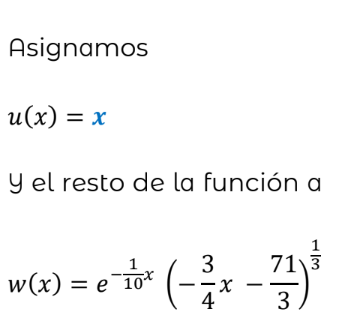 Asignamos
u(x) = x
Y el resto de la función a
w(x) = e^{-\frac{1}{10}x} \left(-\frac{3}{4}x - \frac{71}{3}\right)^{\frac{1}{3}}